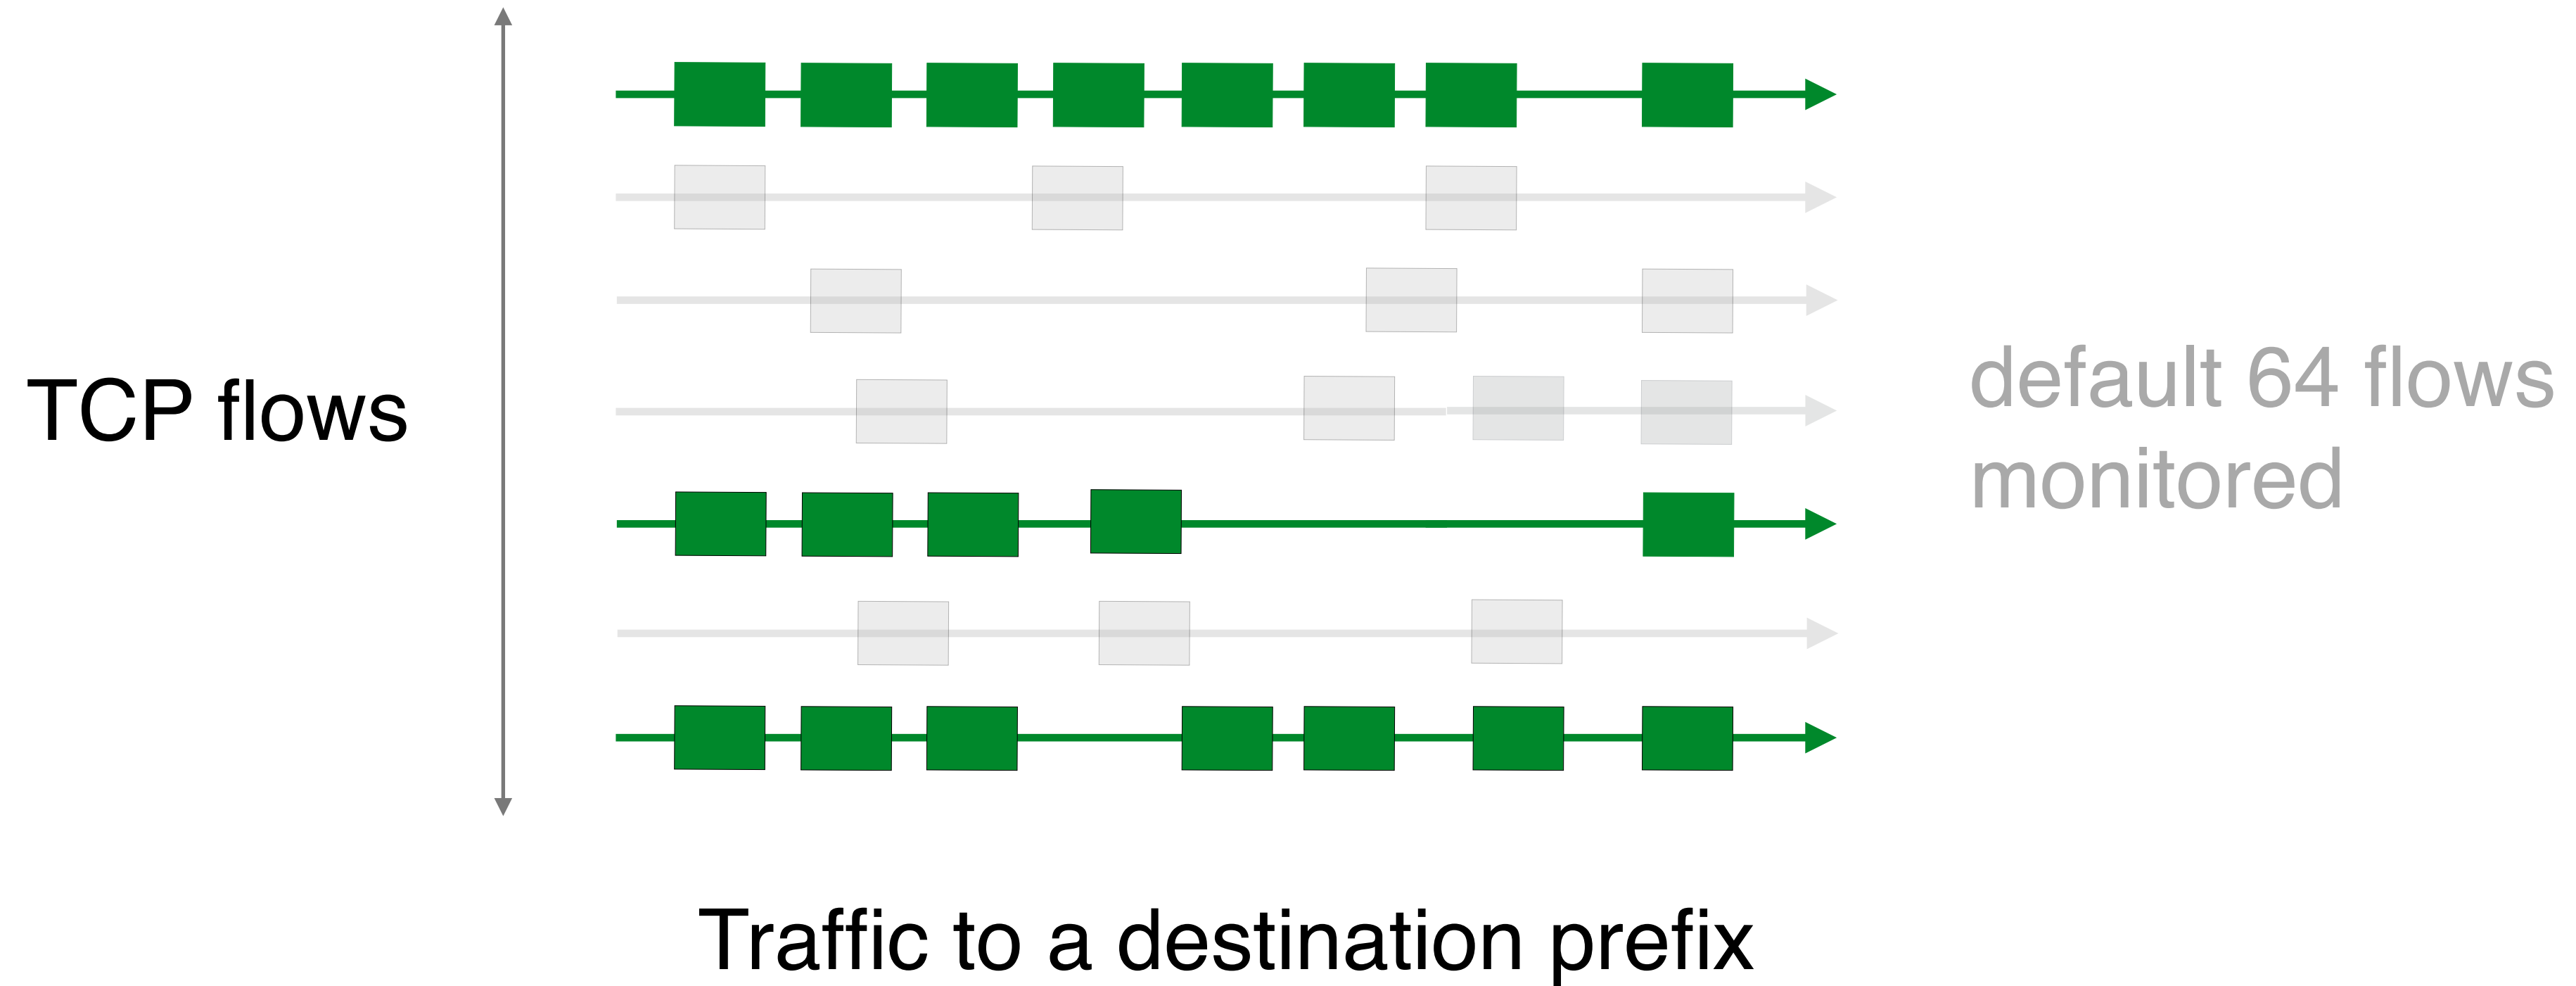 TCP flows
default 64 flows
monitored
Traffic to a destination prefix